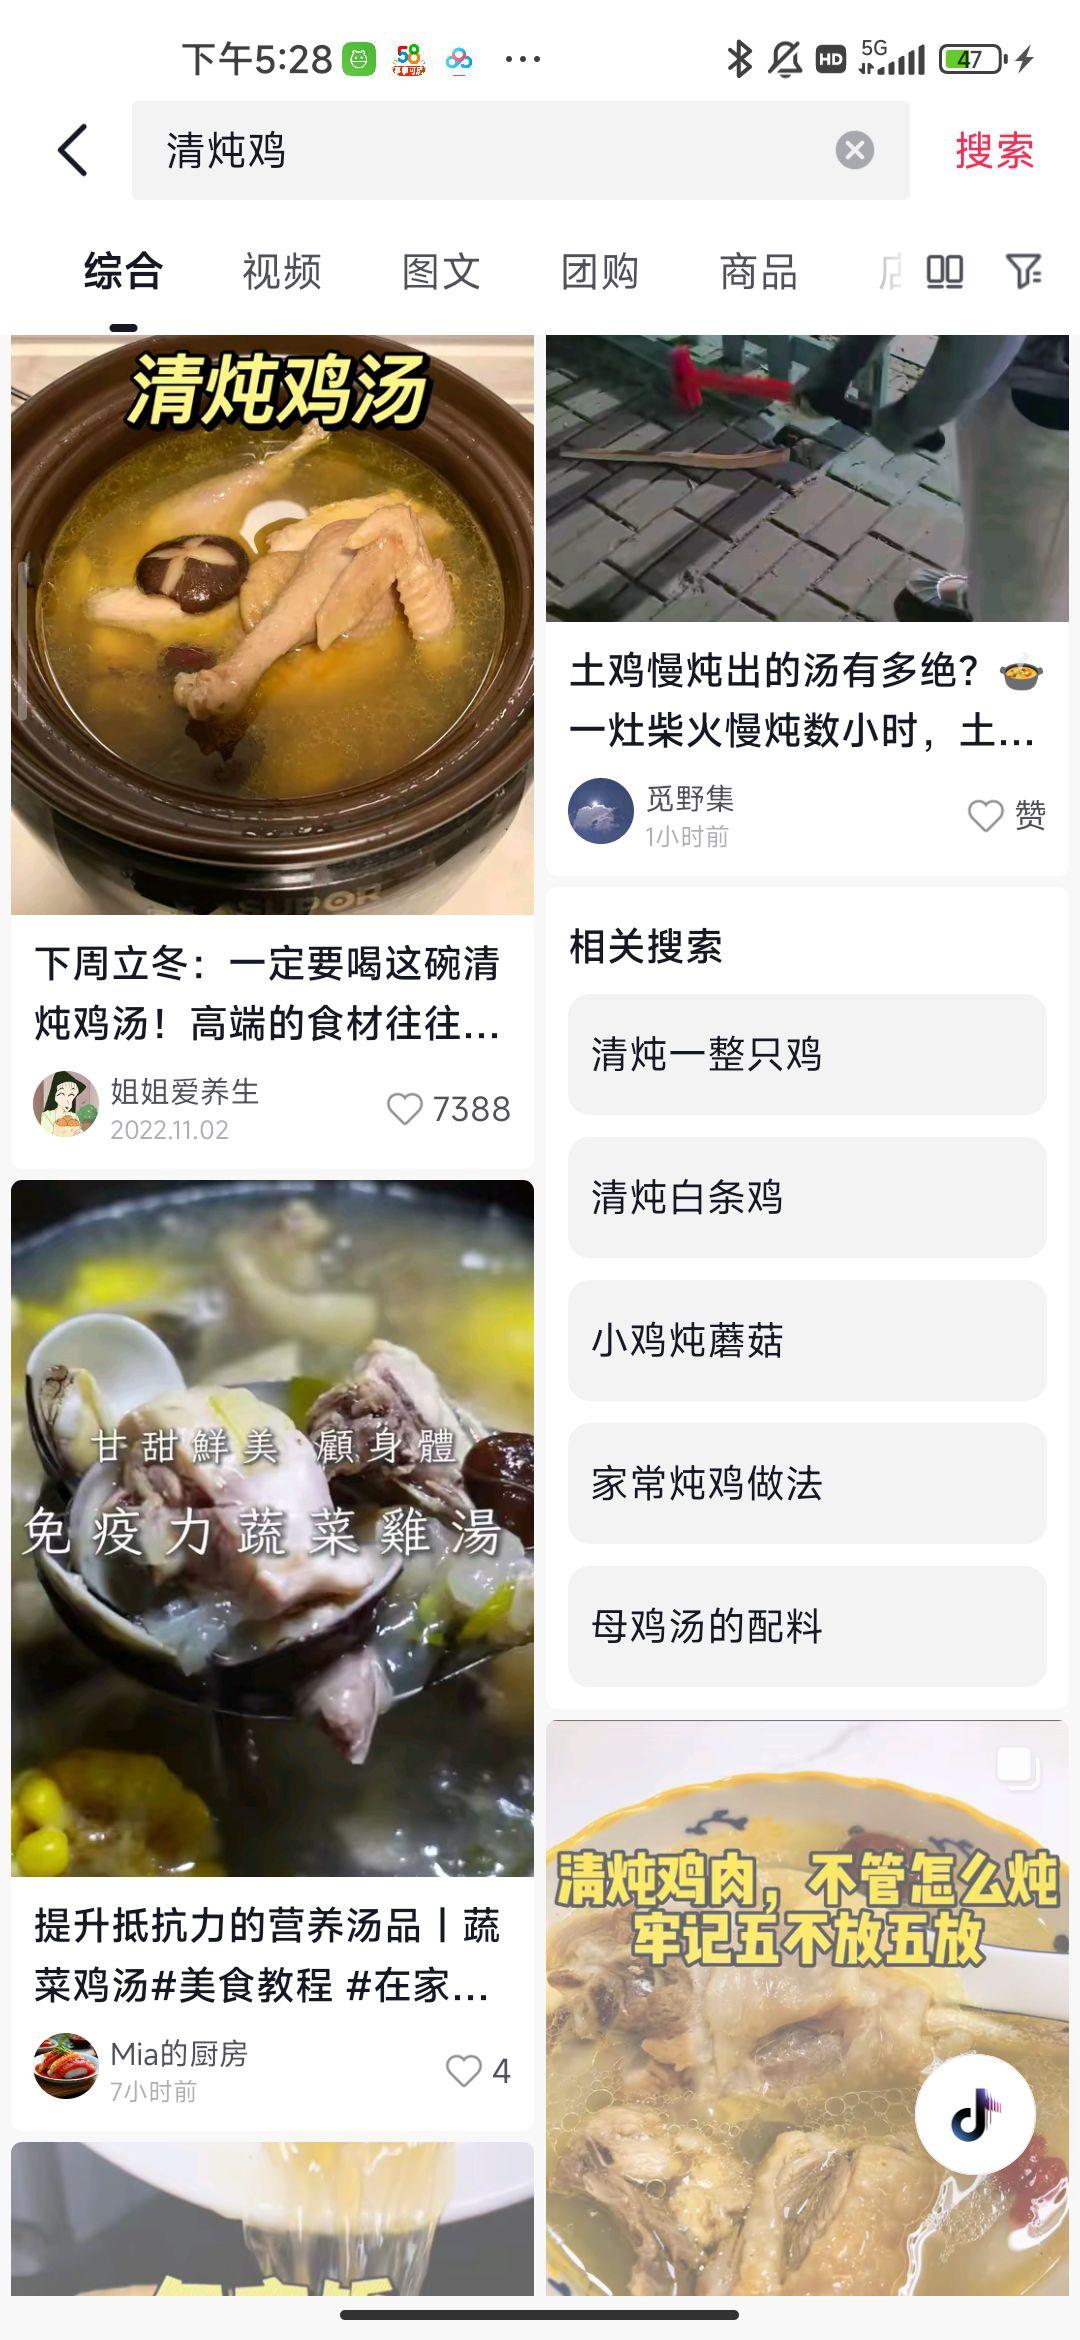 下午5:28
58
HD
5G
47
清炖鸡
搜索
综合
视频
图文
团购
商品
清炖鸡汤
SUPOR
下周立冬：一定要喝这碗清
炖鸡汤！高端的食材往往...
姐姐爱养生
2022.11.02
7388
土鸡慢炖出的汤有多绝？
一灶柴火慢炖数小时，土...
觅野集
1小时前
赞
相关搜索
清炖一整只鸡
清炖白条鸡
小鸡炖蘑菇
家常炖鸡做法
母鸡汤的配料
甘甜鮮美 顧身體
免疫力蔬菜雞湯
提升抵抗力的营养汤品丨蔬
菜鸡汤#美食教程 #在家...
Mia的厨房
7小时前
4
清炖鸡肉，不管怎么炖
牢记五不放五放